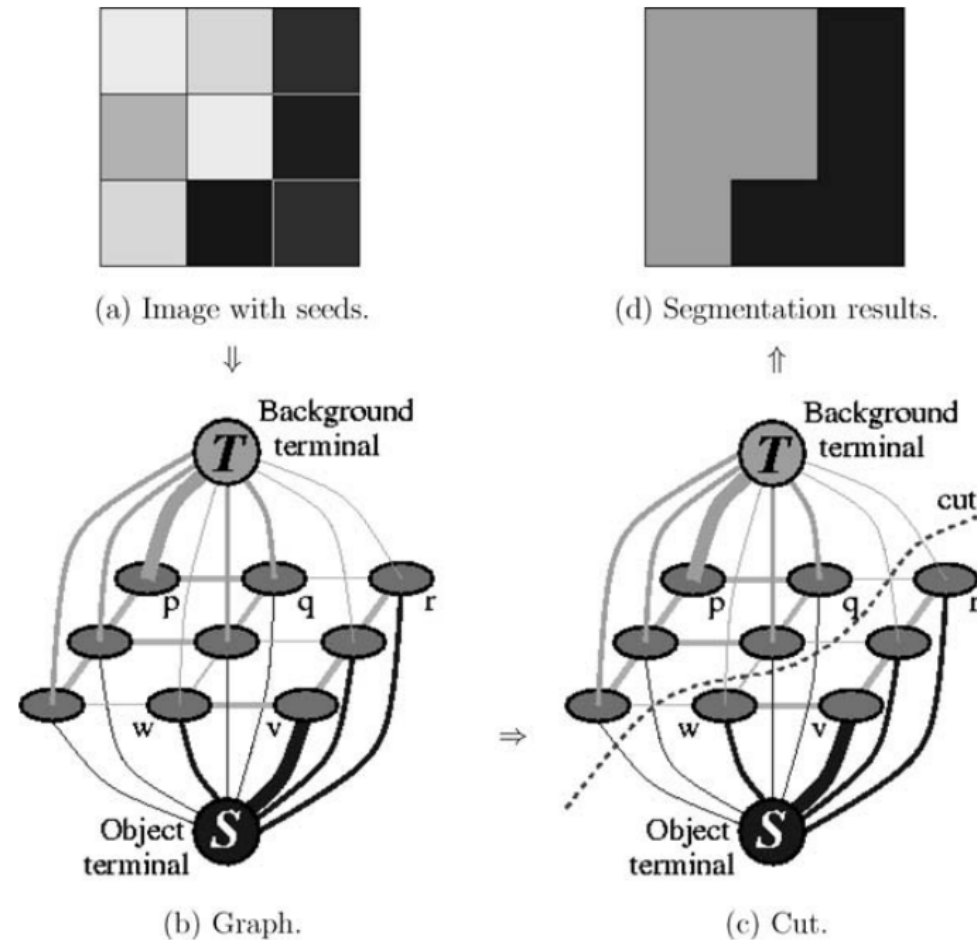 (a) Image with seeds.
(d) Segmentation results.
⇓
⇑
Background
terminal
T
p
q
r
w
v
S
Object
terminal
(b) Graph.
⇒
Background
terminal
T
cut
p
q
r
w
v
S
Object
terminal
(c) Cut.